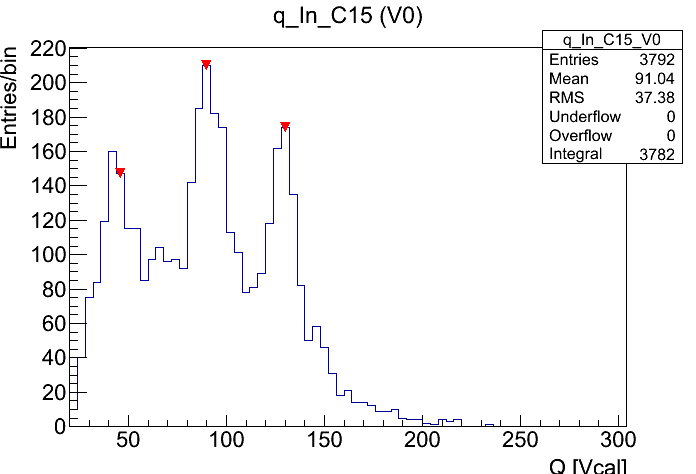 q_In_C15 (V0)
q_In_C15_V0
Entries 3792
Mean 91.04
RMS 37.38
Underflow 0
Overflow 0
Integral 3782
Entries/bin
220
200
180
160
140
120
100
80
60
40
20
0
50 100 150 200 250 300
Q [Vcal]